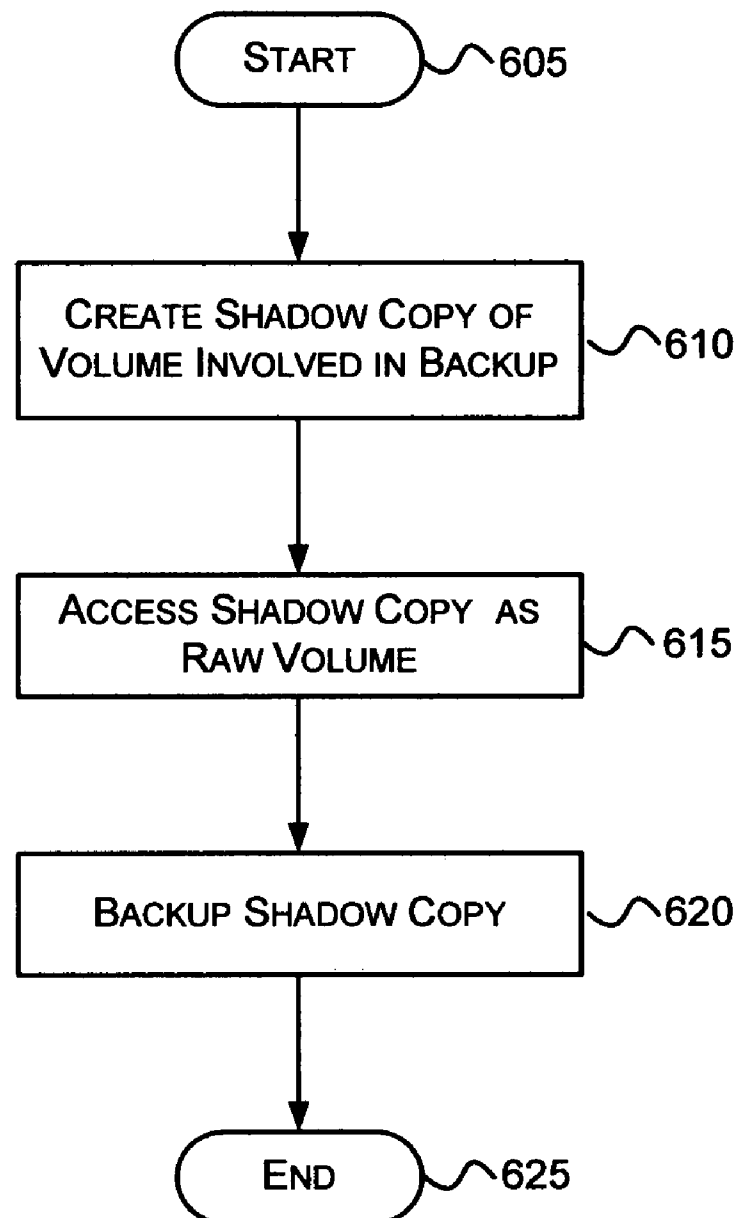 START
605
CREATE SHADOW COPY OF
VOLUME INVOLVED IN BACKUP
610
ACCESS SHADOW COPY AS
RAW VOLUME
615
BACKUP SHADOW COPY
620
END
625